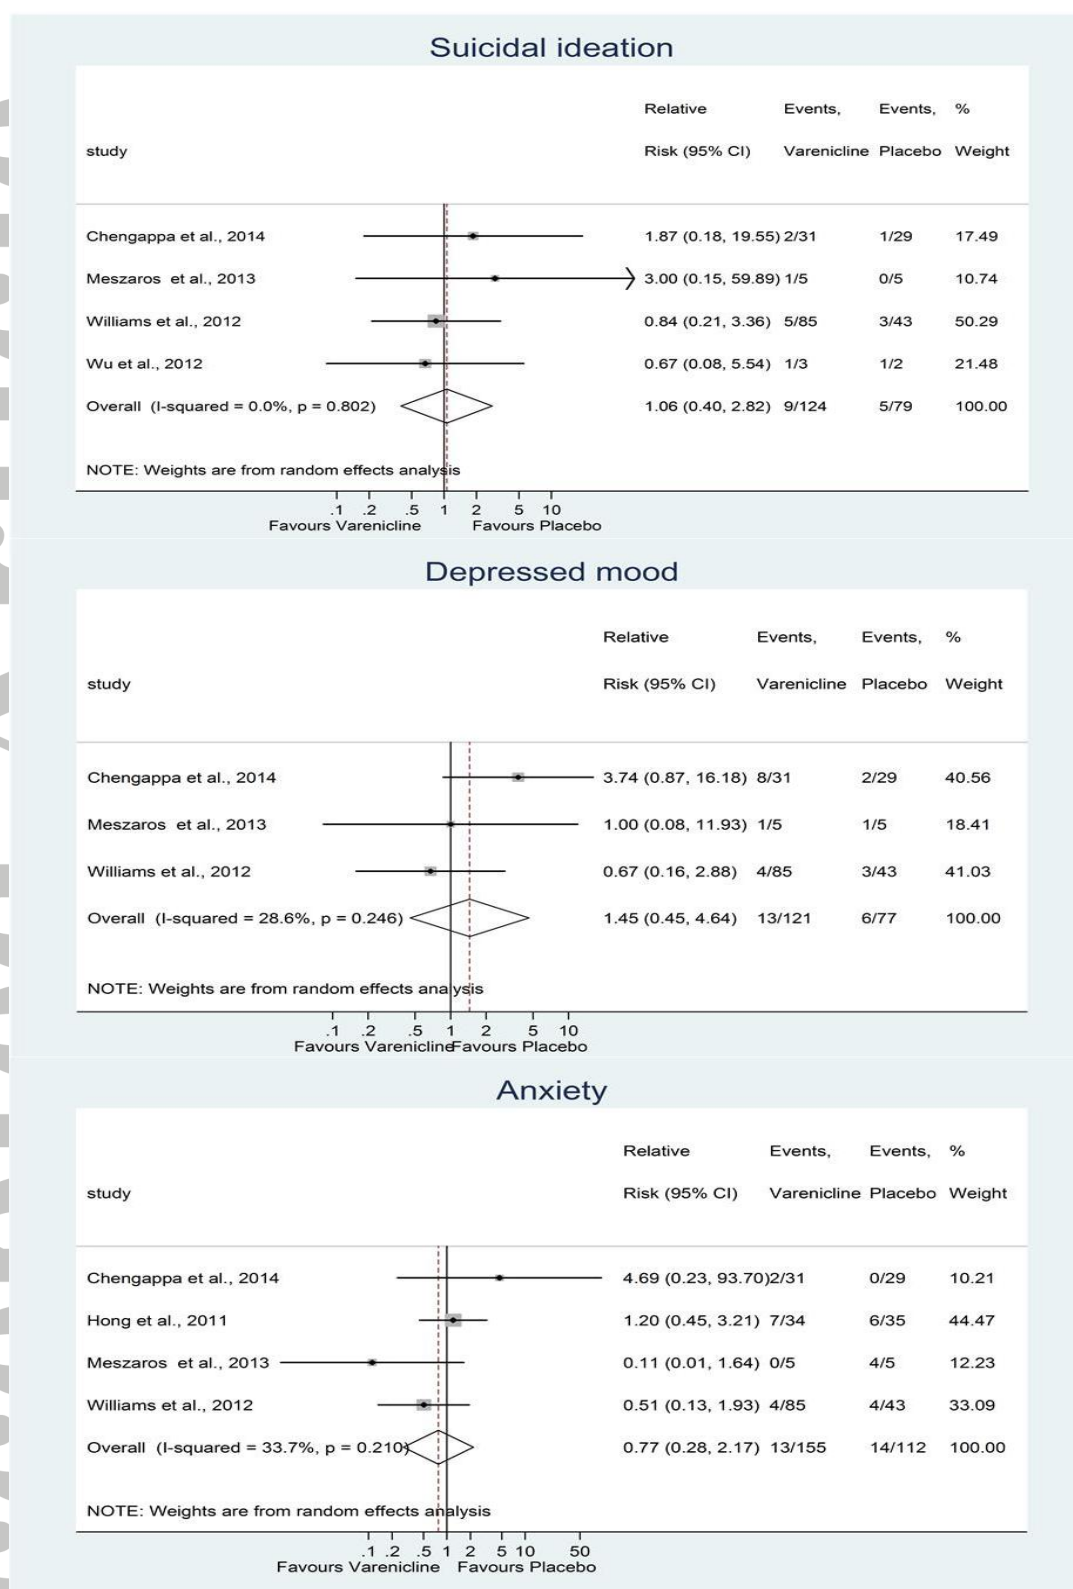 Suicidal ideation
Relative Events, Events, %
study Risk (95% CI) Varenicline Placebo Weight
Chengappa et al., 2014 1.87 (0.18, 19.55) 2/31 1/29 17.49
Meszaros et al., 2013 3.00 (0.15, 59.89) 1/5 0/5 10.74
Williams et al., 2012 0.84 (0.21, 3.36) 5/85 3/43 50.29
Wu et al., 2012 0.67 (0.08, 5.54) 1/3 1/2 21.48
Overall (I-squared = 0.0%, p = 0.802) 1.06 (0.40, 2.82) 9/124 5/79 100.00
NOTE: Weights are from random effects analysis
.1 .2 .5 1 2 5 10
Favours Varenicline Favours Placebo
Depressed mood
Relative Events, Events, %
study Risk (95% CI) Varenicline Placebo Weight
Chengappa et al., 2014 3.74 (0.87, 16.18) 8/31 2/29 40.56
Meszaros et al., 2013 1.00 (0.08, 11.93) 1/5 1/5 18.41
Williams et al., 2012 0.67 (0.16, 2.88) 4/85 3/43 41.03
Overall (I-squared = 28.6%, p = 0.246) 1.45 (0.45, 4.64) 13/121 6/77 100.00
NOTE: Weights are from random effects analysis
.1 .2 .5 1 2 5 10
Favours Varenicline Favours Placebo
Anxiety
Relative Events, Events, %
study Risk (95% CI) Varenicline Placebo Weight
Chengappa et al., 2014 4.69 (0.23, 93.70) 2/31 0/29 10.21
Hong et al., 2011 1.20 (0.45, 3.21) 7/34 6/35 44.47
Meszaros et al., 2013 0.11 (0.01, 1.64) 0/5 4/5 12.23
Williams et al., 2012 0.51 (0.13, 1.93) 4/85 4/43 33.09
Overall (I-squared = 33.7%, p = 0.210) 0.77 (0.28, 2.17) 13/155 14/112 100.00
NOTE: Weights are from random effects analysis
.1 .2 .5 1 2 5 10 50
Favours Varenicline Favours Placebo